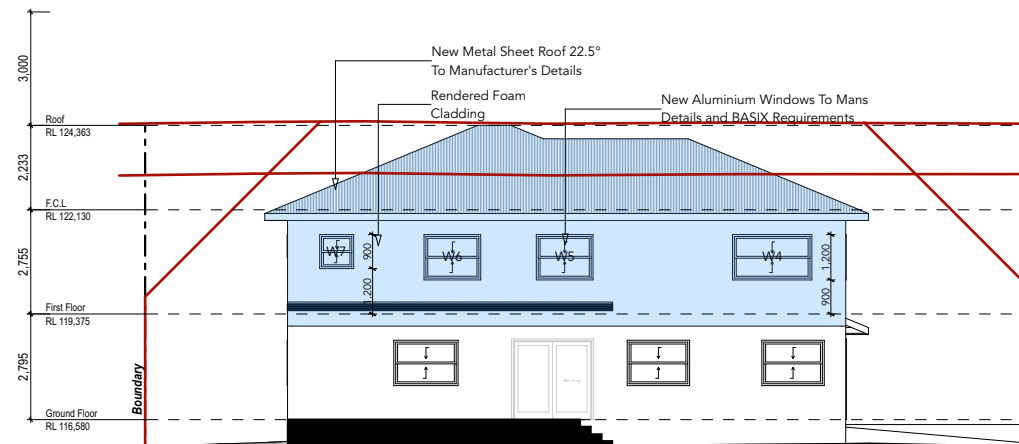 New Metal Sheet Roof 22.5°
To Manufacturer's Details
Rendered Foam
Cladding
New Aluminium Windows To Mans
Details and BASIX Requirements
3,000
Roof
RL 124,363
2,233
F.C.L
RL 122,130
W7
900
W6
W5
W4
1,200
2,755
1,200
900
First Floor
RL 119,375
2,795
Boundary
Ground Floor
RL 116,580